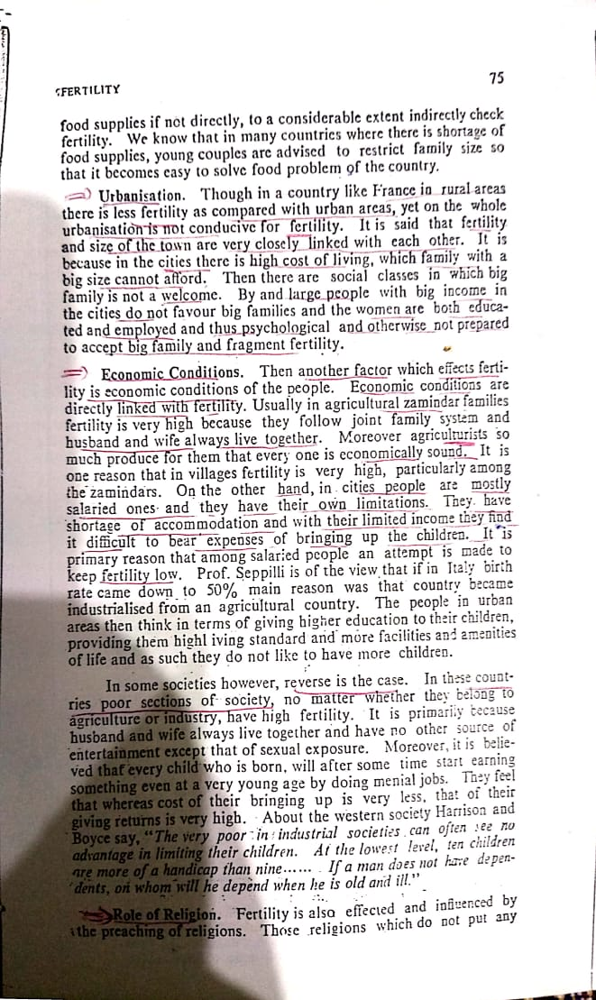 FERTILITY
75
food supplies if not directly, to a considerable extent indirectly check
fertility. We know that in many countries where there is shortage of
food supplies, young couples are advised to restrict family size so
that it becomes easy to solve food problem of the country.
Urbanisation. Though in a country like France in rural areas
there is less fertility as compared with urban areas, yet on the whole
urbanisation is not conducive for fertility. It is said that fertility
and size of the town are very closely linked with each other. It is
because in the cities there is high cost of living, which family with a
big size cannot afford. Then there are social classes in which big
family is not a welcome. By and large people with big income in
the cities do not favour big families and the women are both educa-
ted and employed and thus psychological and otherwise not prepared
to accept big family and fragment fertility.
Economic Conditions. Then another factor which effects ferti-
lity is economic conditions of the people. Economic conditions are
directly linked with fertility. Usually in agricultural zamindar families
fertility is very high because they follow joint family system and
husband and wife always live together. Moreover agriculturists so
much produce for them that every one is economically sound. It is
one reason that in villages fertility is very high, particularly among
the zamindars. On the other hand, in cities people are mostly
salaried ones and they have their own limitations. They have
shortage of accommodation and with their limited income they find
it difficult to bear expenses of bringing up the children. It is
primary reason that among salaried people an attempt is made to
keep fertility low. Prof. Seppilli is of the view that if in Italy birth
rate came down to 50% main reason was that country became
industrialised from an agricultural country. The people in urban
areas then think in terms of giving higher education to their children,
providing them highl iving standard and more facilities and amenities
of life and as such they do not like to have more children.
In some societies however, reverse is the case. In these count-
ries poor sections of society, no matter whether they belong to
agriculture or industry, have high fertility. It is primarily because
husband and wife always live together and have no other source of
entertainment except that of sexual exposure. Moreover, it is belie-
ved that every child who is born, will after some time start earning
something even at a very young age by doing menial jobs. They feel
that whereas cost of their bringing up is very less, that of their
giving returns is very high. About the western society Harrison and
Boyce say, "The very poor in industrial societies can often see no
advantage in limiting their children. At the lowest level, ten children
are more of a handicap than nine...... If a man does not have depen-
dents, on whom will he depend when he is old and ill."
Role of Religion. Fertility is also effected and influenced by
the preaching of religions. Those religions which do not put any